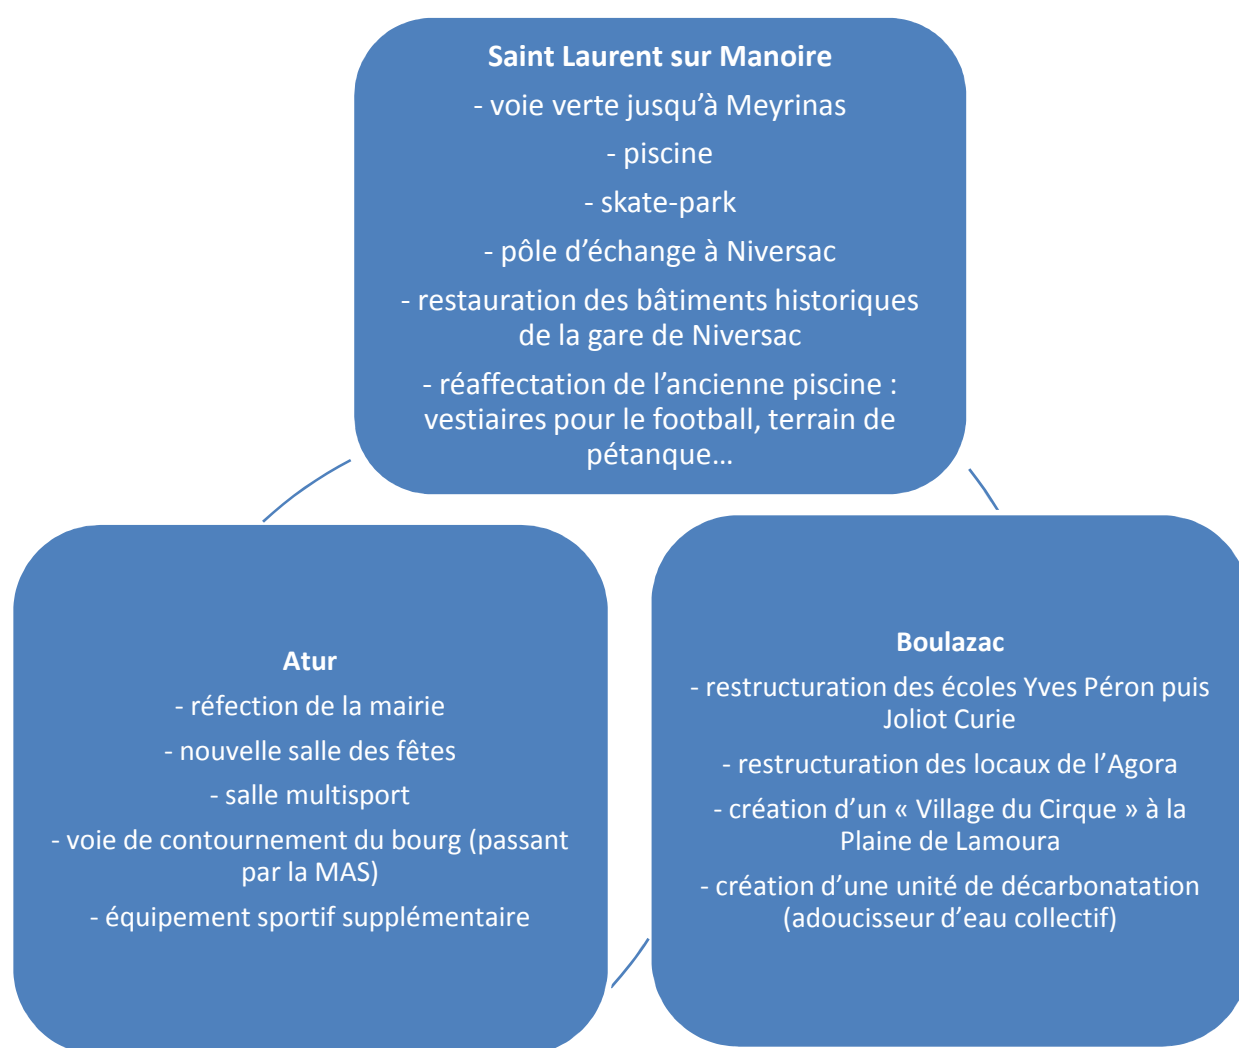 Saint Laurent sur Manoire
- voie verte jusqu’à Meyrinas
- piscine
- skate-park
- pôle d’échange à Niversac
- restauration des bâtiments historiques
de la gare de Niversac
- réaffectation de l’ancienne piscine :
vestiaires pour le football, terrain de
pétanque…
Atur
- réfection de la mairie
- nouvelle salle des fêtes
- salle multisport
- voie de contournement du bourg (passant
par la MAS)
- équipement sportif supplémentaire
Boulazac
- restructuration des écoles Yves Péron puis
Joliot Curie
- restructuration des locaux de l’Agora
- création d’un « Village du Cirque » à la
Plaine de Lamoura
- création d’une unité de décarbonatation
(adoucisseur d’eau collectif)